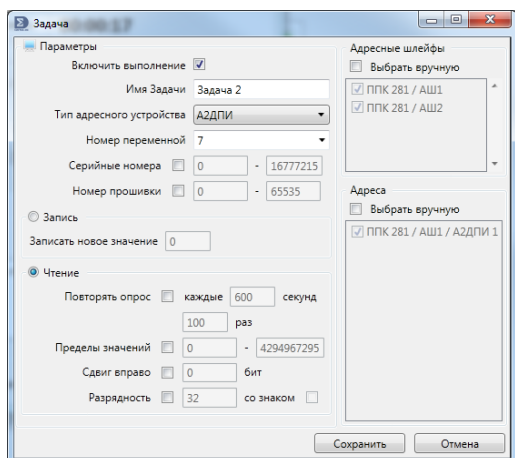 Задача
Параметры
Включить выполнение
Имя Задачи Задача 2
Тип адресного устройства А2ДПИ
Номер переменной 7
Серийные номера 0 - 16777215
Номер прошивки 0 - 65535
Запись
Записать новое значение 0
Чтение
Повторять опрос каждые 600 секунд
100 раз
Пределы значений 0 - 4294967295
Сдвиг вправо 0 бит
Разрядность 32 со знаком
Адресные шлейфы
Выбрать вручную
ППК 281 / АШ1
ППК 281 / АШ2
Адреса
Выбрать вручную
ППК 281 / АШ1 / А2ДПИ 1
Сохранить Отмена